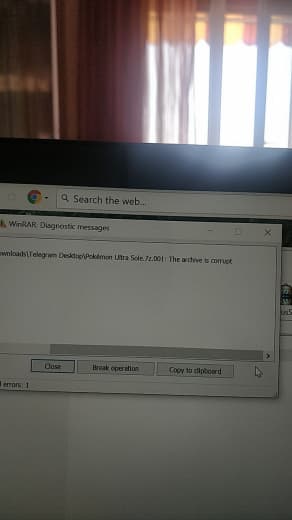 Search the web...
WinRAR: Diagnostic messages
ownloads\Telegram Desktop\Pokémon Ultra Sole.7z.001: The archive is corrupt
Close
Break operation
Copy to clipboard
errors: 1